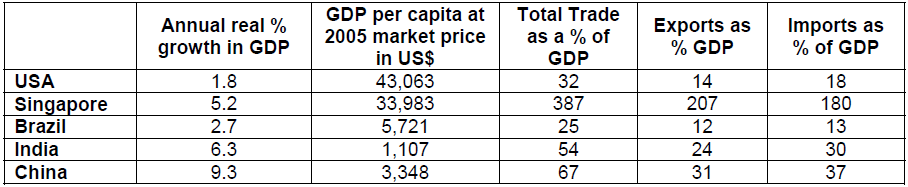 Annual real % growth in GDP | GDP per capita at 2005 market price in US$ | Total Trade as a % of GDP | Exports as % GDP | Imports as % of GDP
USA | 1.8 | 43,063 | 32 | 14 | 18
Singapore | 5.2 | 33,983 | 387 | 207 | 180
Brazil | 2.7 | 5,721 | 25 | 12 | 13
India | 6.3 | 1,107 | 54 | 24 | 30
China | 9.3 | 3,348 | 67 | 31 | 37